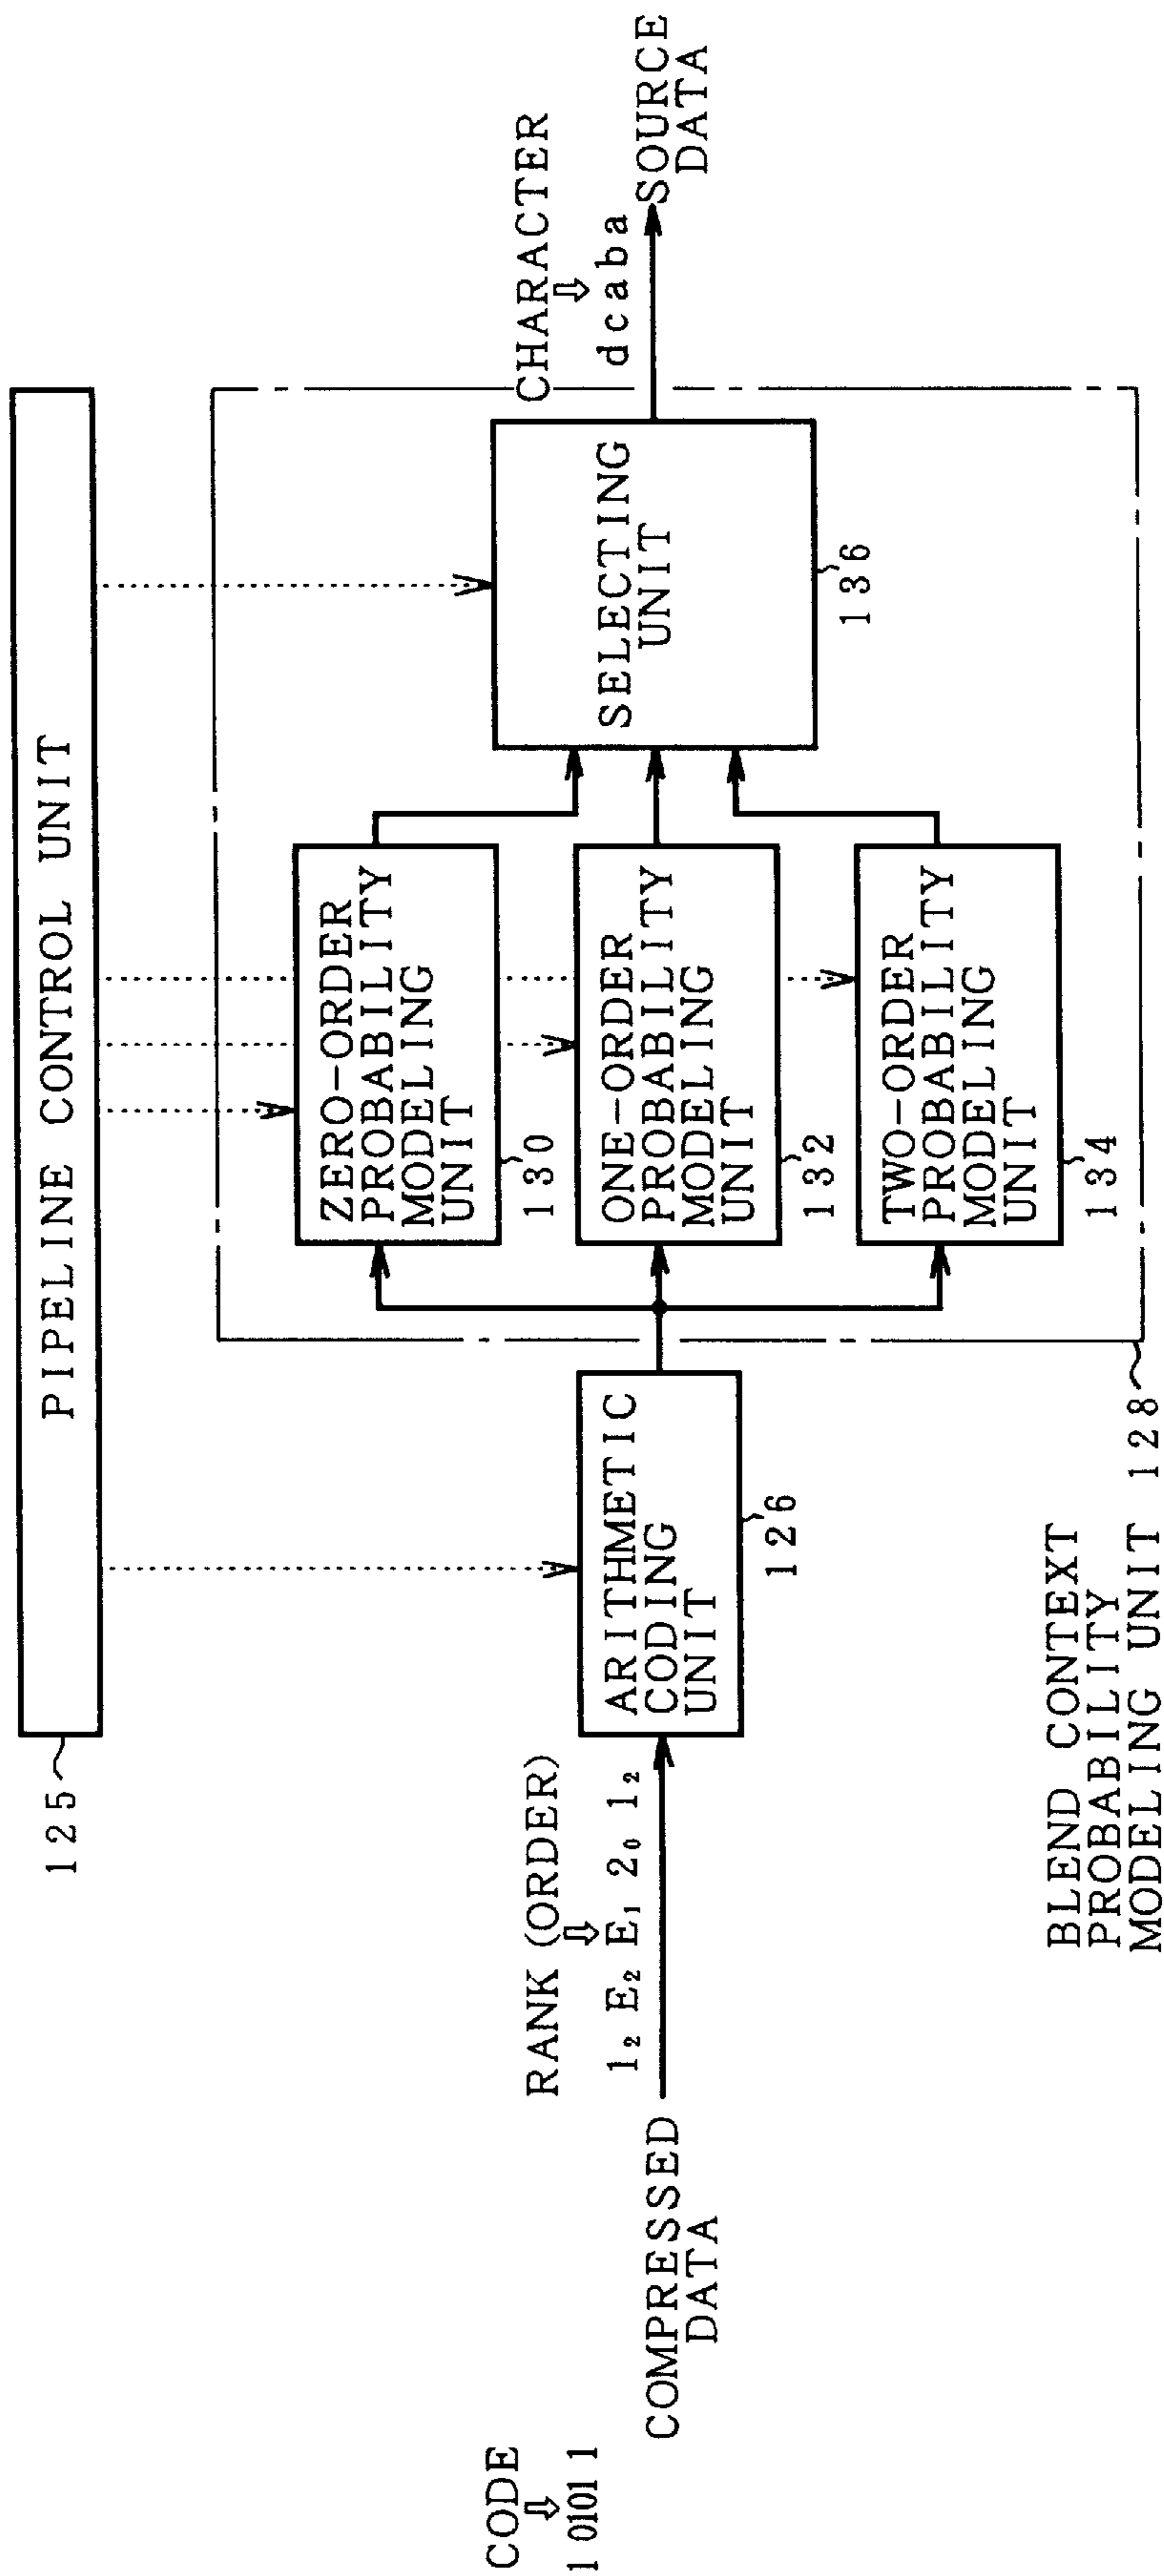 PIPELINE CONTROL UNIT
125
CODE
⇩
1 0101 1
COMPRESSED
DATA
RANK (ORDER)
⇩
1₂ E₂ E₁ 2₀ 1₂
ARITHMETIC
CODING
UNIT
126
ZERO-ORDER
PROBABILITY
MODELING
UNIT
130
ONE-ORDER
PROBABILITY
MODELING
UNIT
132
TWO-ORDER
PROBABILITY
MODELING
UNIT
134
SELECTING
UNIT
136
CHARACTER
⇩
d c a b a
SOURCE
DATA
BLEND CONTEXT
PROBABILITY
MODELING UNIT 128